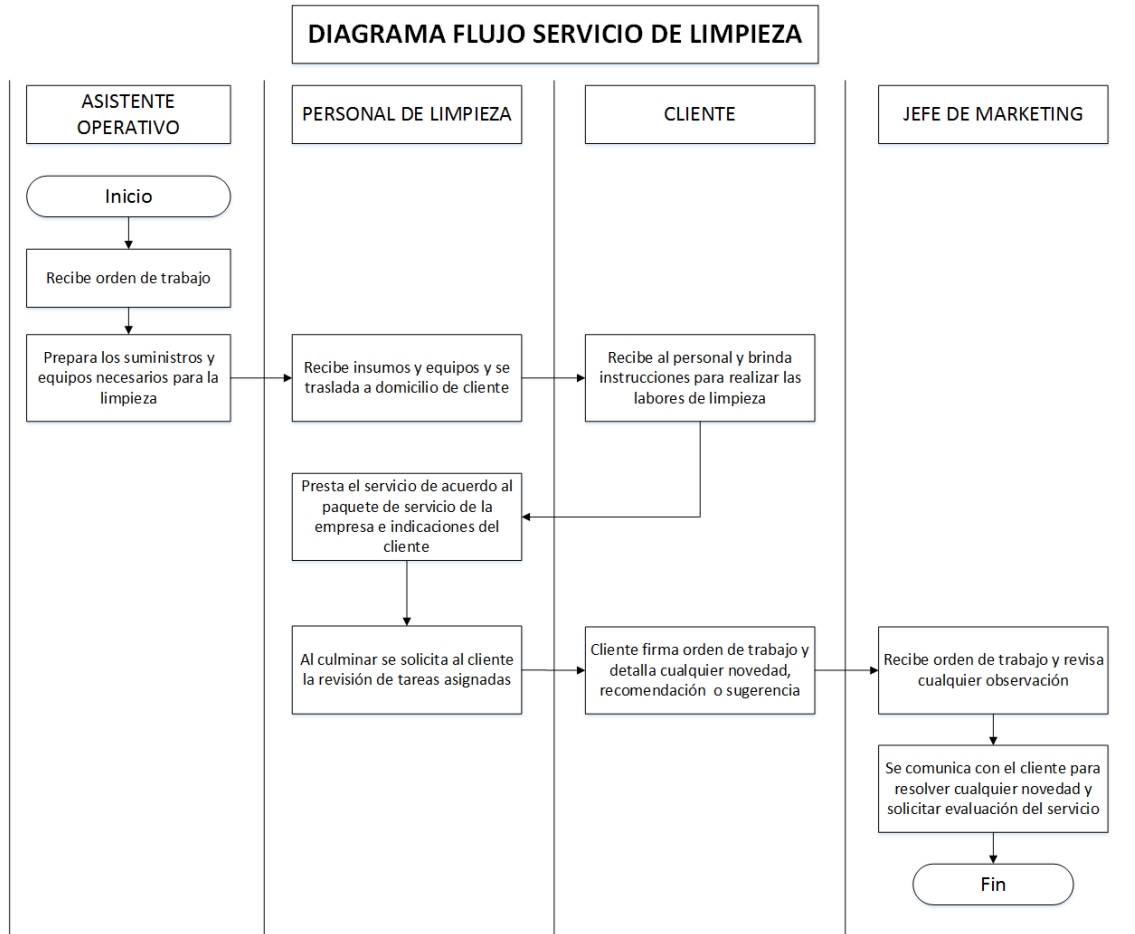 DIAGRAMA FLUJO SERVICIO DE LIMPIEZA
ASISTENTE
OPERATIVO
PERSONAL DE LIMPIEZA
CLIENTE
JEFE DE MARKETING
Inicio
Recibe orden de trabajo
Prepara los suministros y
equipos necesarios para la
limpieza
Recibe insumos y equipos y se
traslada a domicilio de cliente
Recibe al personal y brinda
instrucciones para realizar las
labores de limpieza
Presta el servicio de acuerdo al
paquete de servicio de la
empresa e indicaciones del
cliente
Al culminar se solicita al cliente
la revisión de tareas asignadas
Cliente firma orden de trabajo y
detalla cualquier novedad,
recomendación o sugerencia
Recibe orden de trabajo y revisa
cualquier observación
Se comunica con el cliente para
resolver cualquier novedad y
solicitar evaluación del servicio
Fin